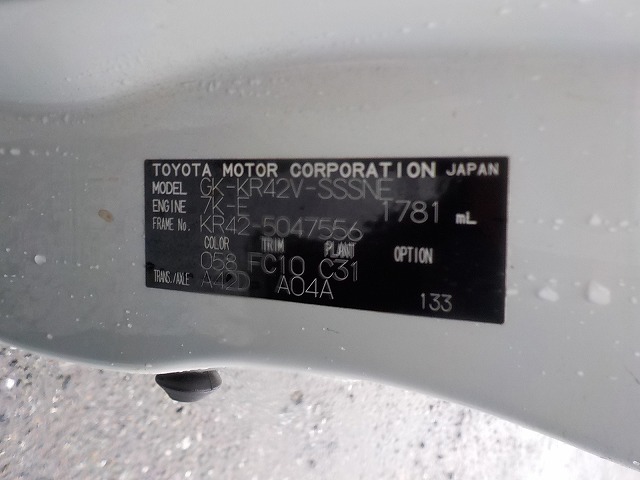 TOYOTA MOTOR CORPORATION JAPAN
MODEL GK-KR42V-SSSNE
ENGINE 7K-E 1781 mL
FRAME No. KR42-5047556
COLOR TRIM PLANT OPTION
058 FC10 C31
TRANS./AXLE A42D A04A
133